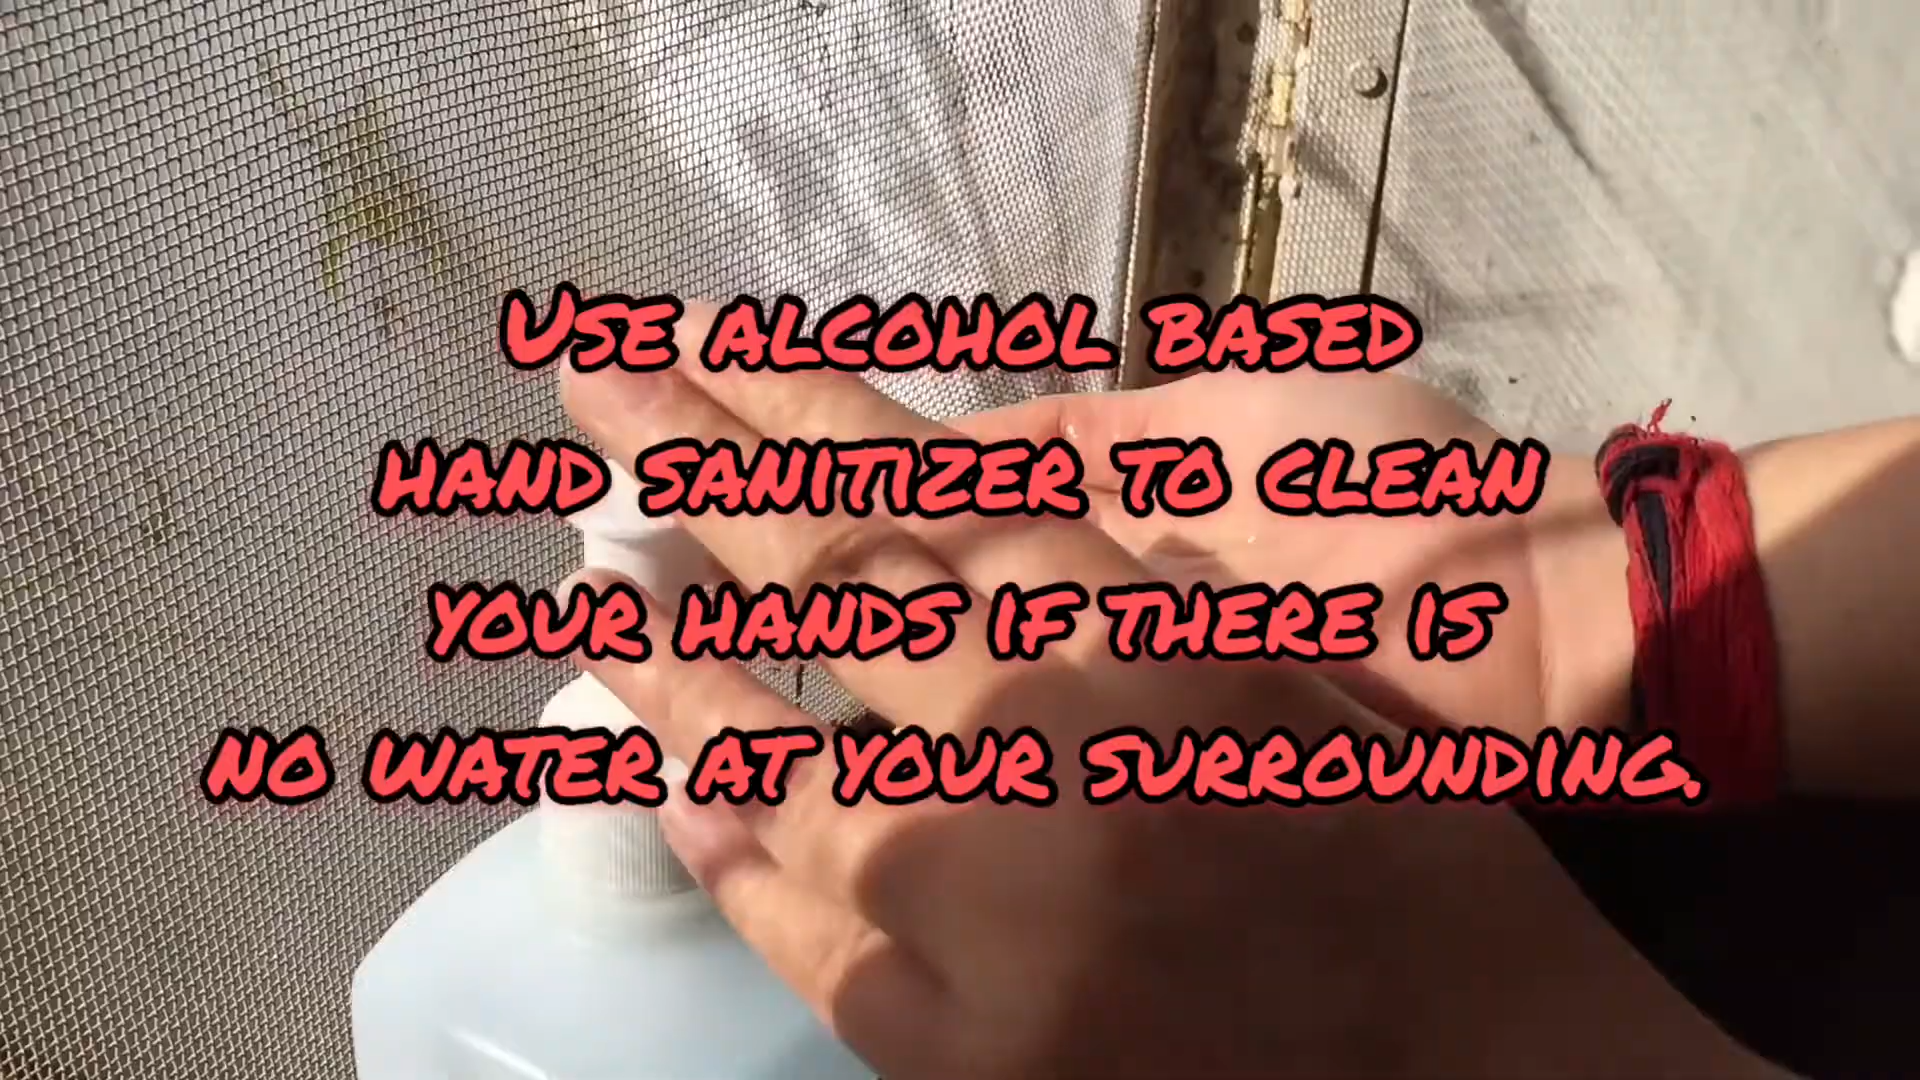 Use alcohol based
hand sanitizer to clean
your hands if there is
no water at your surrounding.